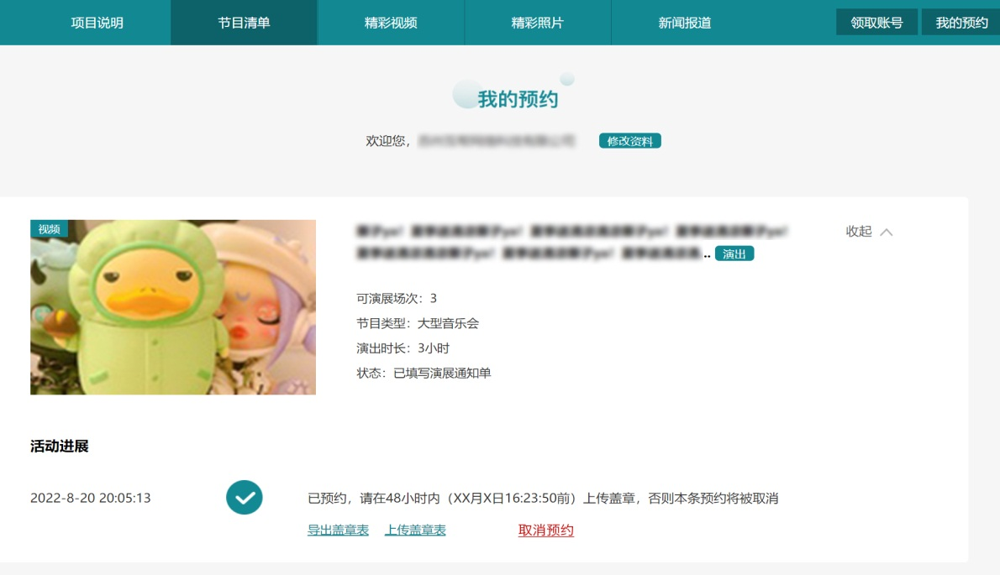 项目说明 节目清单 精彩视频 精彩照片 新闻报道 领取账号 我的预约
我的预约
欢迎您， 修改资料
视频
收起
.. 演出
可演展场次：3
节目类型：大型音乐会
演出时长：3小时
状态：已填写演展通知单
活动进展
2022-8-20 20:05:13 已预约，请在48小时内（XX月X日16:23:50前）上传盖章，否则本条预约将被取消
导出盖章表 上传盖章表 取消预约